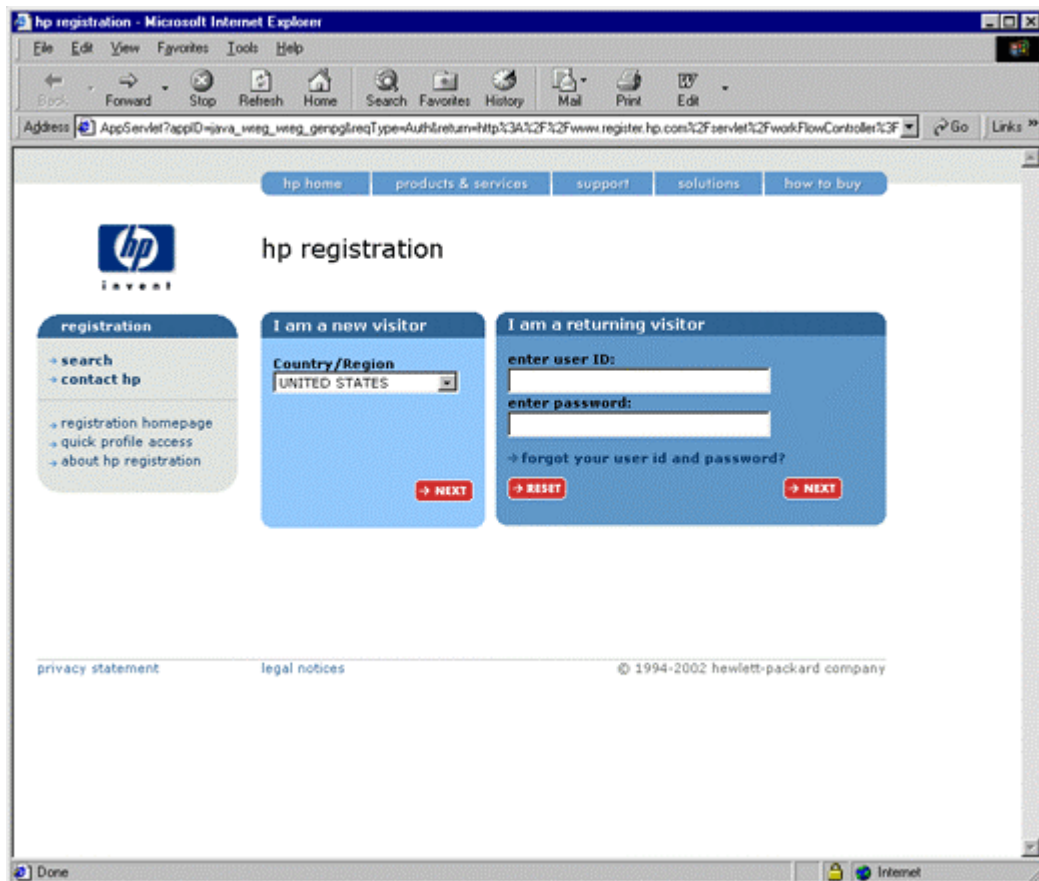 hp registration - Microsoft Internet Explorer
File Edit View Favorites Tools Help
Back Forward Stop Refresh Home Search Favorites History Mail Print Edit
Address AppServlet?appID=java_wreg_wreg_genpg&reqType=Auth&return=http%3A%2F%2Fwww.register.hp.com%2Fservlet%2FworkFlowController%3F Go Links »
hp home products & services support solutions how to buy
hp
invent
hp registration
registration
search
contact hp
registration homepage
quick profile access
about hp registration
I am a new visitor
Country/Region
UNITED STATES
NEXT
I am a returning visitor
enter user ID:
enter password:
forgot your user id and password?
RESET NEXT
privacy statement legal notices © 1994-2002 hewlett-packard company
Done Internet